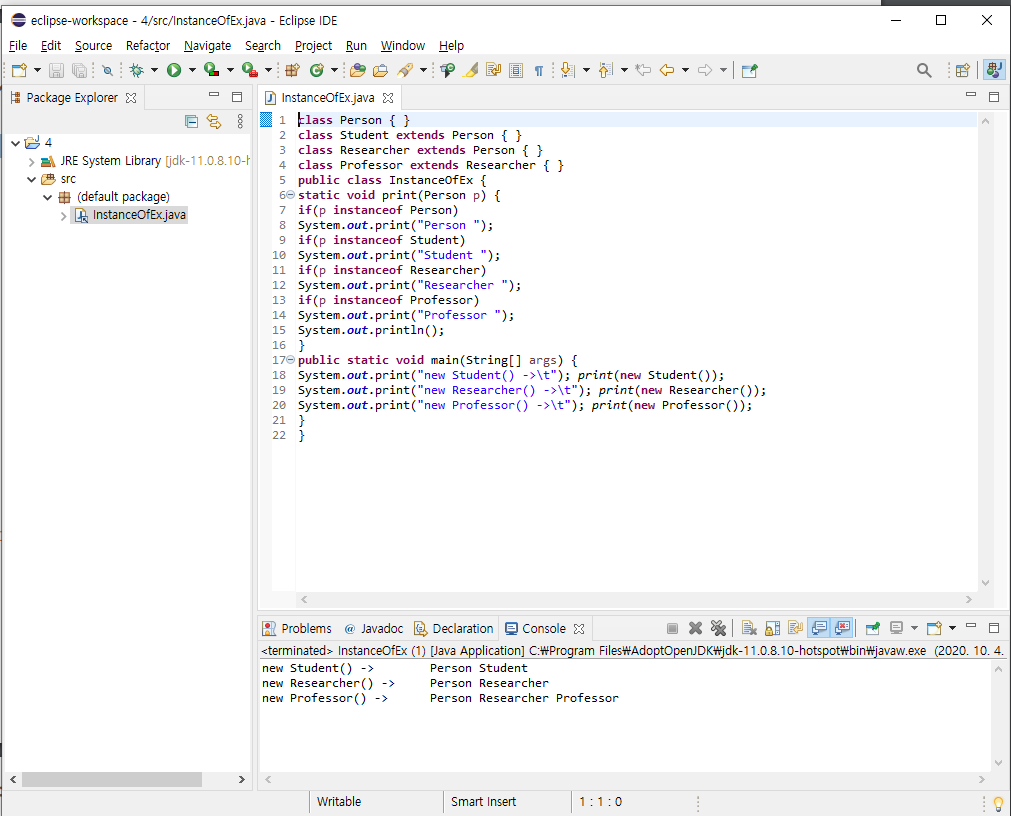 eclipse-workspace - 4/src/InstanceOfEx.java - Eclipse IDE
File Edit Source Refactor Navigate Search Project Run Window Help
Package Explorer
4
JRE System Library [jdk-11.0.8.10-h
src
(default package)
InstanceOfEx.java
InstanceOfEx.java
1 class Person { }
2 class Student extends Person { }
3 class Researcher extends Person { }
4 class Professor extends Researcher { }
5 public class InstanceOfEx {
6 static void print(Person p) {
7 if(p instanceof Person)
8 System.out.print("Person ");
9 if(p instanceof Student)
10 System.out.print("Student ");
11 if(p instanceof Researcher)
12 System.out.print("Researcher ");
13 if(p instanceof Professor)
14 System.out.print("Professor ");
15 System.out.println();
16 }
17 public static void main(String[] args) {
18 System.out.print("new Student() ->\t"); print(new Student());
19 System.out.print("new Researcher() ->\t"); print(new Researcher());
20 System.out.print("new Professor() ->\t"); print(new Professor());
21 }
22 }
Problems @ Javadoc Declaration Console
<terminated> InstanceOfEx (1) [Java Application] C:₩Program Files₩AdoptOpenJDK₩jdk-11.0.8.10-hotspot₩bin₩javaw.exe (2020. 10. 4.
new Student() -> Person Student
new Researcher() -> Person Researcher
new Professor() -> Person Researcher Professor
Writable Smart Insert 1 : 1 : 0